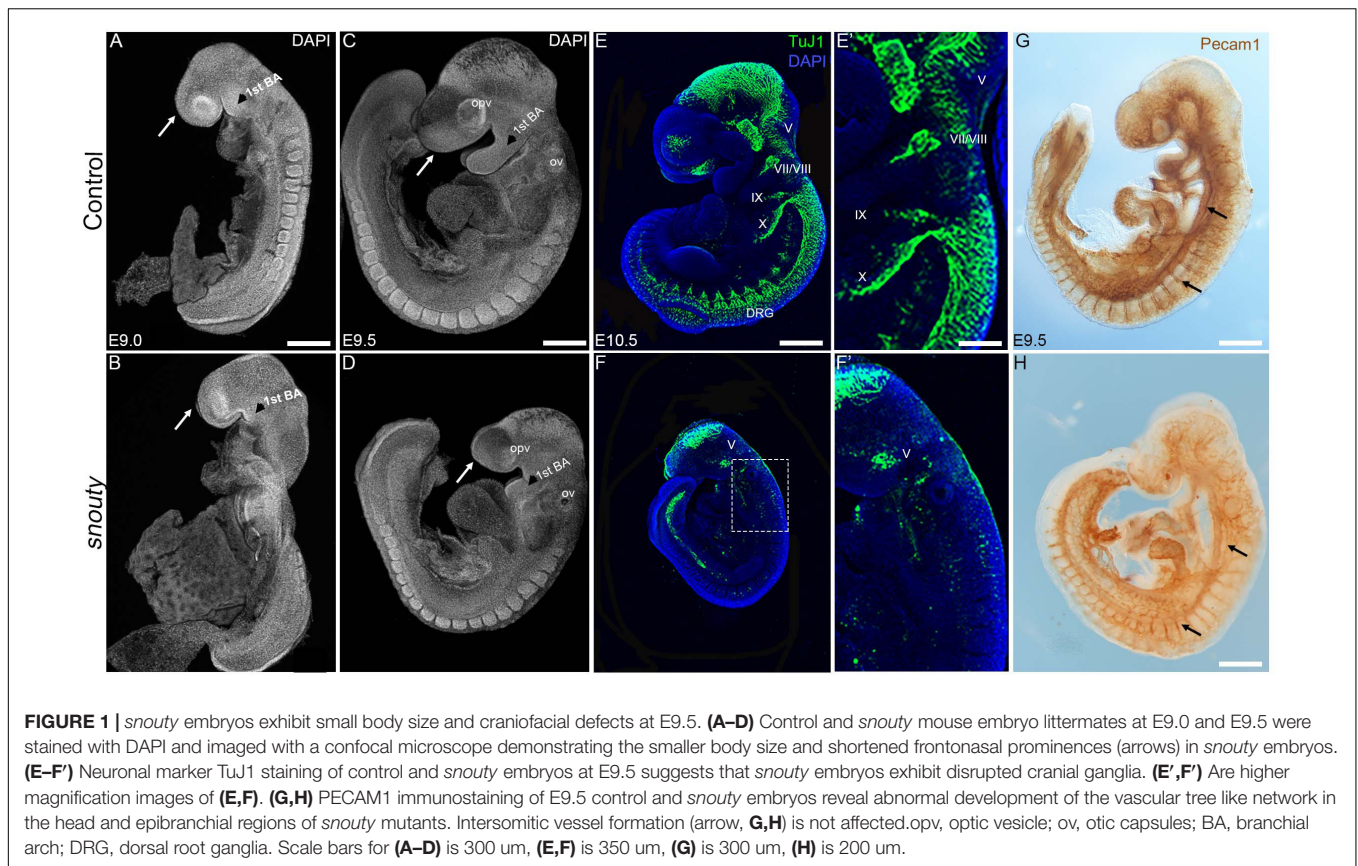 A
DAPI
1st BA
E9.0
C
DAPI
opv
1st BA
ov
E9.5
E
TuJ1
DAPI
V
VII/VIII
IX
X
DRG
E10.5
E'
V
VII/VIII
IX
X
G
Pecam1
E9.5
Control
B
1st BA
D
opv
1st BA
ov
F
V
F'
V
H
snouty
FIGURE 1 | snouty embryos exhibit small body size and craniofacial defects at E9.5. (A–D) Control and snouty mouse embryo littermates at E9.0 and E9.5 were
stained with DAPI and imaged with a confocal microscope demonstrating the smaller body size and shortened frontonasal prominences (arrows) in snouty embryos.
(E–F′) Neuronal marker TuJ1 staining of control and snouty embryos at E9.5 suggests that snouty embryos exhibit disrupted cranial ganglia. (E′,F′) Are higher
magnification images of (E,F). (G,H) PECAM1 immunostaining of E9.5 control and snouty embryos reveal abnormal development of the vascular tree like network in
the head and epibranchial regions of snouty mutants. Intersomitic vessel formation (arrow, G,H) is not affected.opv, optic vesicle; ov, otic capsules; BA, branchial
arch; DRG, dorsal root ganglia. Scale bars for (A–D) is 300 um, (E,F) is 350 um, (G) is 300 um, (H) is 200 um.